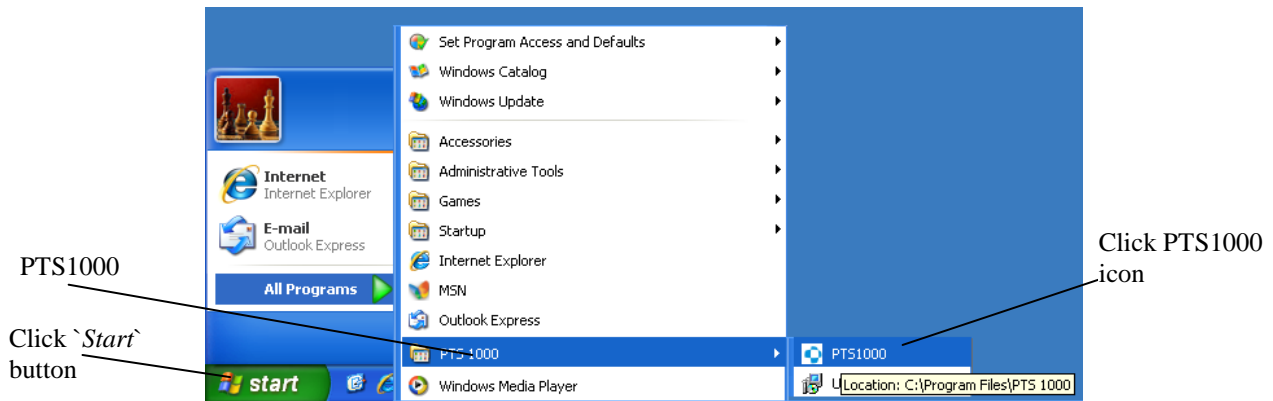 Set Program Access and Defaults
Windows Catalog
Windows Update
Accessories
Administrative Tools
Games
Startup
Internet Explorer
MSN
Outlook Express
PTS 1000
Windows Media Player
Internet
Internet Explorer
E-mail
Outlook Express
All Programs
start
PTS1000
U
Location: C:\Program Files\PTS 1000
PTS1000
Click `Start`
button
Click PTS1000
icon